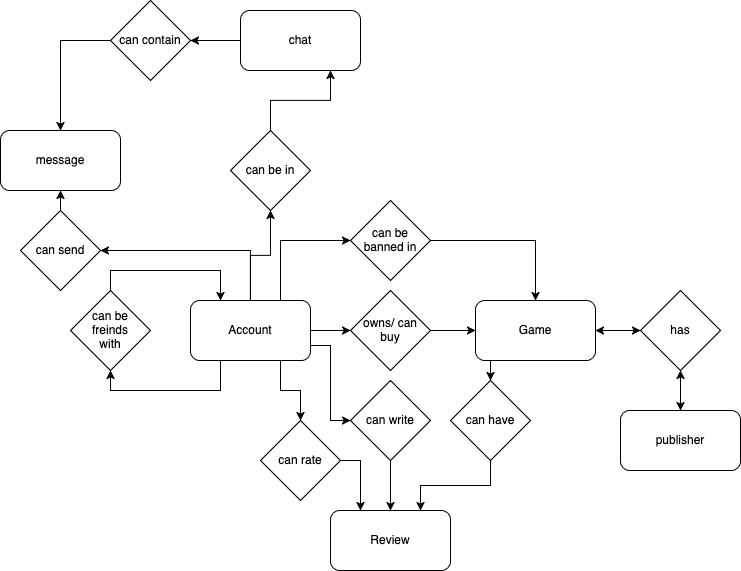 can contain
chat
message
can be in
can send
can be
banned in
can be
freinds
with
Account
owns/ can
buy
Game
has
can write
can have
publisher
can rate
Review